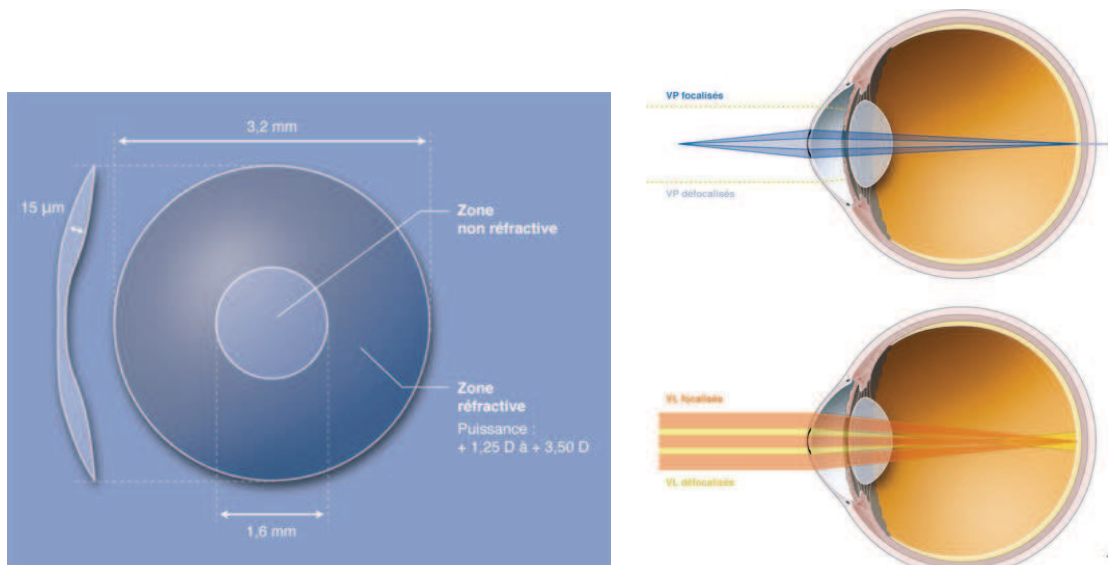 3,2 mm
15 µm
Zone
non réfractive
Zone
réfractive
Puissance :
+ 1,25 D à + 3,50 D
1,6 mm
VP focalisés
VP défocalisés
VL focalisés
VL défocalisés